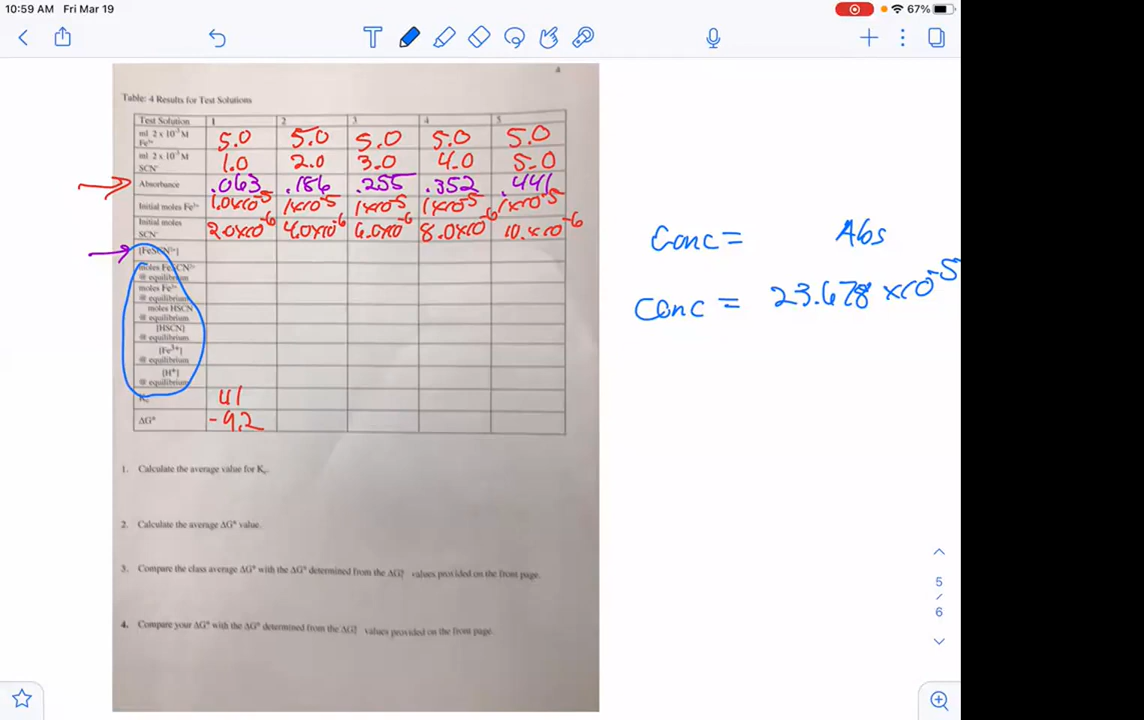 10:59 AM Fri Mar 19
67%
4
Table: 4 Results for Test Solutions
Test Solution 1 2 3 4 5
ml 2 x 10⁻³ M Fe³⁺ 5.0 5.0 5.0 5.0 5.0
ml 2 x 10⁻³ M SCN⁻ 1.0 2.0 3.0 4.0 5.0
Absorbance .063 .186 .255 .352 .441
Initial moles Fe³⁺ 1.0x10⁻⁵ 1x10⁻⁵ 1x10⁻⁵ 1x10⁻⁵ 1x10⁻⁵
Initial moles SCN⁻ 2.0x10⁻⁶ 4.0x10⁻⁶ 6.0x10⁻⁶ 8.0x10⁻⁶ 10.x10⁻⁶
[FeSCN²⁺]
moles FeSCN²⁺ @ equilibrium
moles Fe³⁺ @ equilibrium
moles HSCN @ equilibrium
[HSCN] @ equilibrium
[Fe³⁺] @ equilibrium
[H⁺] @ equilibrium
41
ΔG° -9.2
1. Calculate the average value for Kc.
2. Calculate the average ΔG° value.
3. Compare the class average ΔG° with the ΔG° determined from the values provided on the front page.
4. Compare your ΔG° with the ΔG° determined from the values provided on the front page.
Conc = Abs
Conc = 23.678 x10⁻⁵
5
/
6